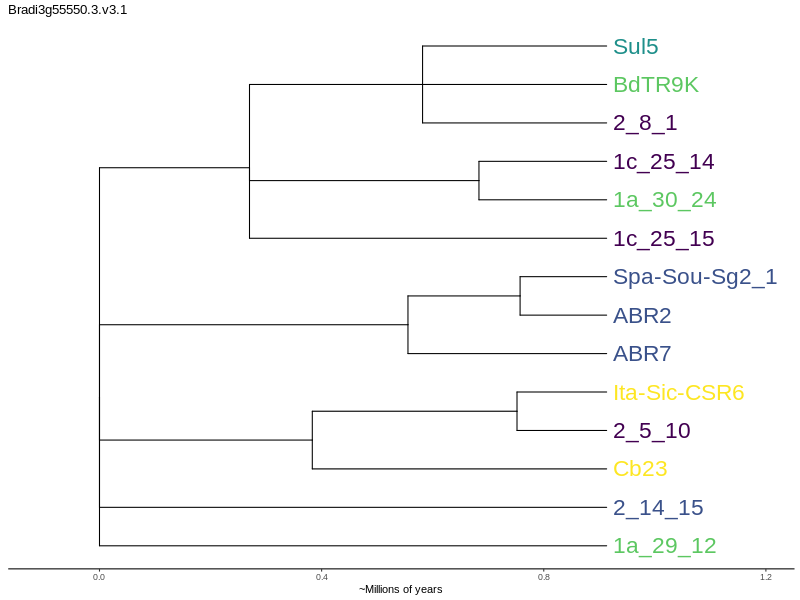 Bradi3g55550.3.v3.1
Sul5
BdTR9K
2_8_1
1c_25_14
1a_30_24
1c_25_15
Spa-Sou-Sg2_1
ABR2
ABR7
Ita-Sic-CSR6
2_5_10
Cb23
2_14_15
1a_29_12
0.0 0.4 0.8 1.2
~Millions of years